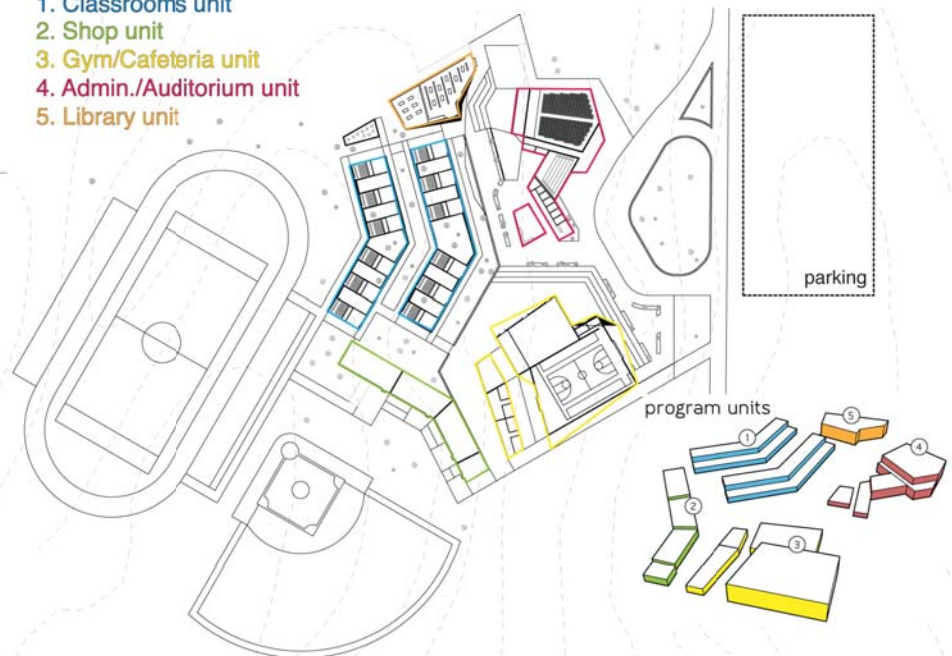 1. Classrooms unit
2. Shop unit
3. Gym/Cafeteria unit
4. Admin./Auditorium unit
5. Library unit
parking
program units
1
5
4
2
3